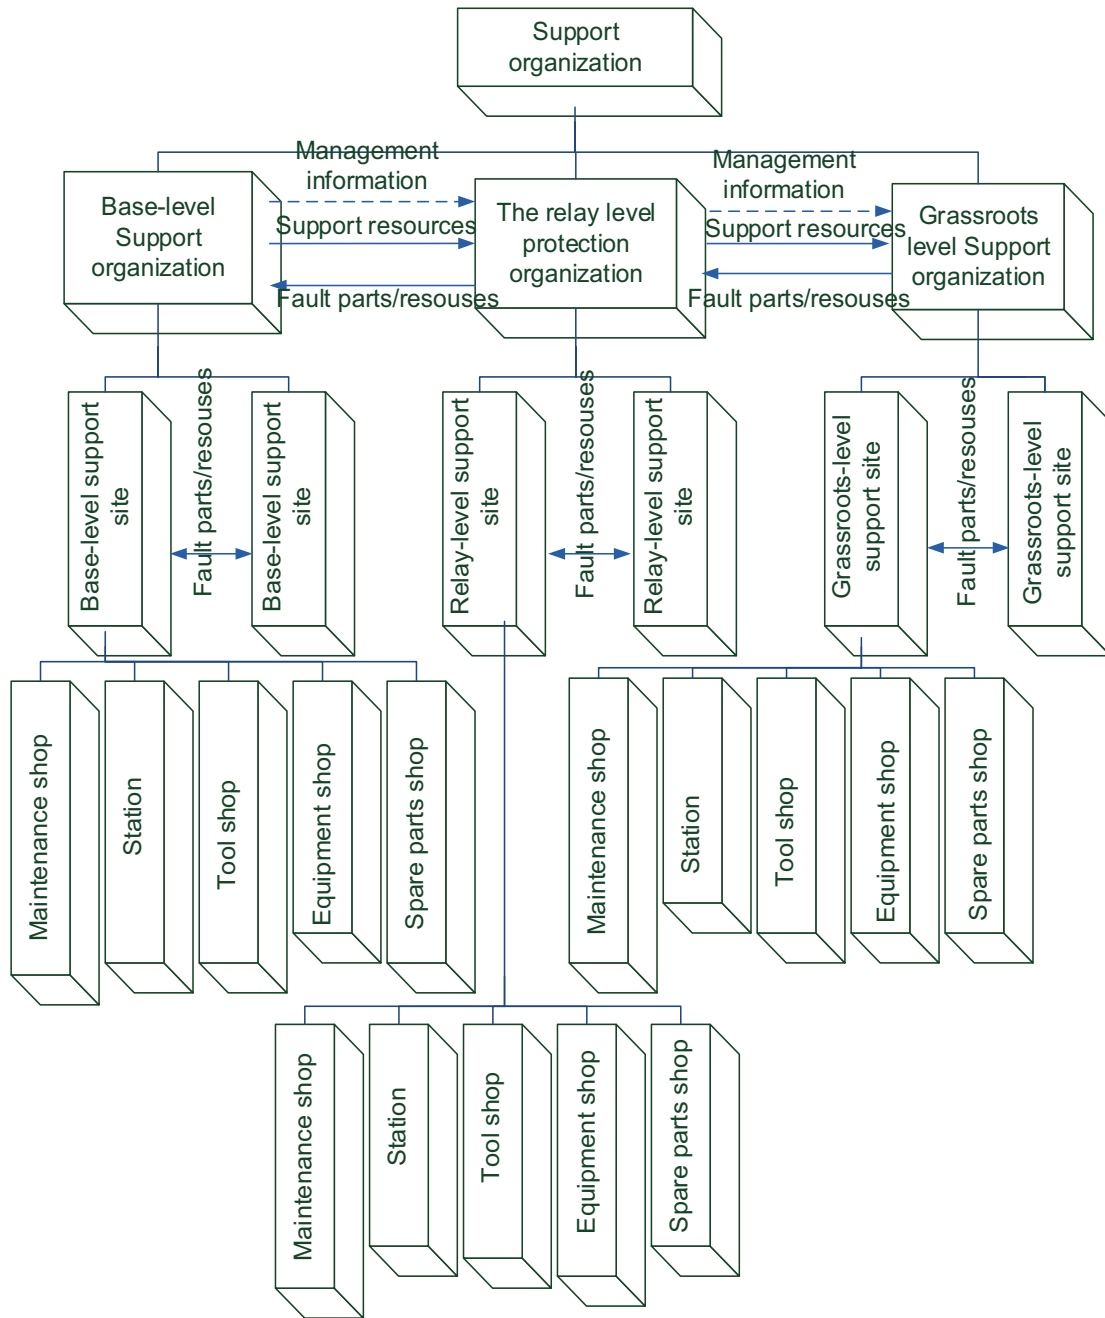 Support
organization
Management
information
Management
information
Base-level
Support
organization
Support resources
The relay level
protection
organization
Support resources
Grassroots
level Support
organization
Fault parts/resouses
Fault parts/resouses
Base-level support
site
Fault parts/resouses
Base-level support
site
Relay-level support
site
Fault parts/resouses
Relay-level support
site
Grassroots-level
support site
Fault parts/resouses
Grassroots-level
support site
Maintenance shop
Station
Tool shop
Equipment shop
Spare parts shop
Maintenance shop
Station
Tool shop
Equipment shop
Spare parts shop
Maintenance shop
Station
Tool shop
Equipment shop
Spare parts shop